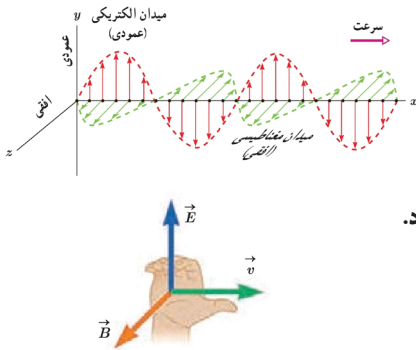 y
میدان الکتریکی
(عمودی)
سرعت
عمودی
افقی
x
z
میدان مغناطیسی
(افقی)
د.
E
v
B